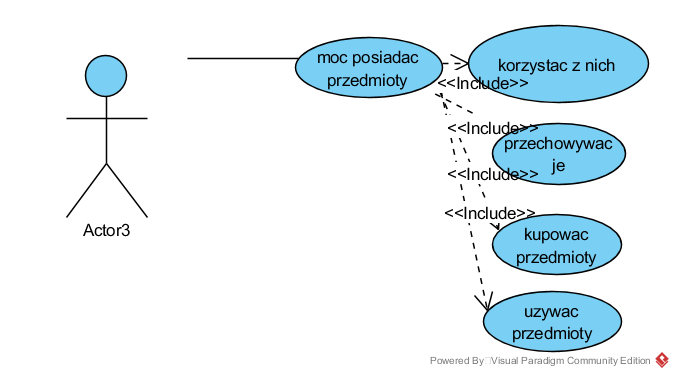 moc posiadac
przedmioty
korzystac z nich
<<Include>>
<<Include>>
przechowywac
je
<<Include>>
<<Include>>
Actor3
kupowac
przedmioty
uzywac
przedmioty
Powered By Visual Paradigm Community Edition